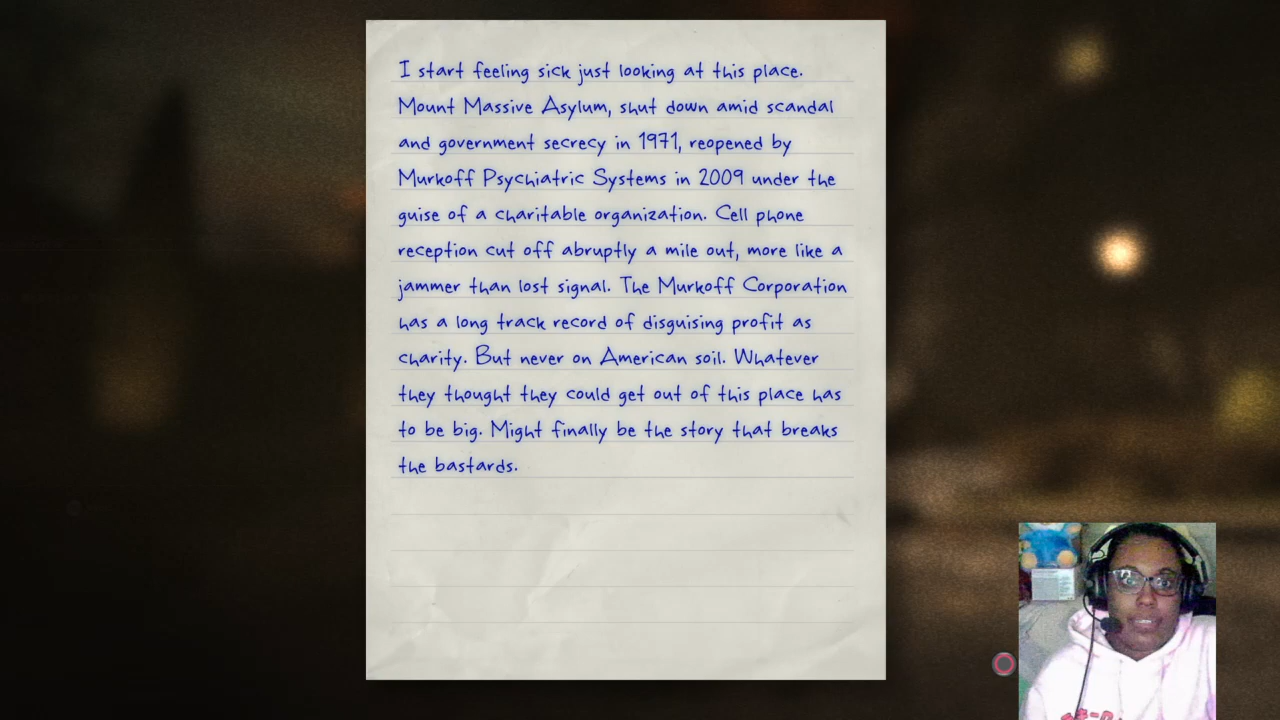 I start feeling sick just looking at this place.
Mount Massive Asylum, shut down amid scandal
and government secrecy in 1971, reopened by
Murkoff Psychiatric Systems in 2009 under the
guise of a charitable organization. Cell phone
reception cut off abruptly a mile out, more like a
jammer than lost signal. The Murkoff Corporation
has a long track record of disguising profit as
charity. But never on American soil. Whatever
they thought they could get out of this place has
to be big. Might finally be the story that breaks
the bastards.